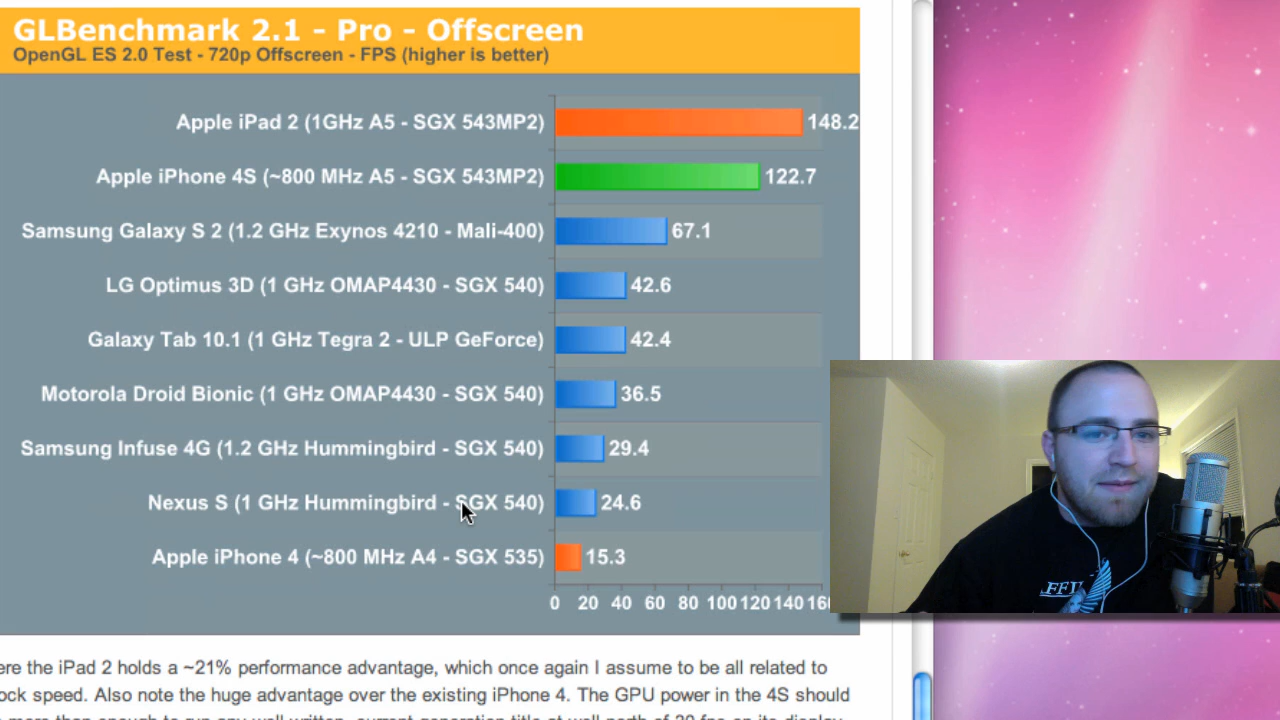 GLBenchmark 2.1 - Pro - Offscreen
OpenGL ES 2.0 Test - 720p Offscreen - FPS (higher is better)
Apple iPad 2 (1GHz A5 - SGX 543MP2) 148.2
Apple iPhone 4S (~800 MHz A5 - SGX 543MP2) 122.7
Samsung Galaxy S 2 (1.2 GHz Exynos 4210 - Mali-400) 67.1
LG Optimus 3D (1 GHz OMAP4430 - SGX 540) 42.6
Galaxy Tab 10.1 (1 GHz Tegra 2 - ULP GeForce) 42.4
Motorola Droid Bionic (1 GHz OMAP4430 - SGX 540) 36.5
Samsung Infuse 4G (1.2 GHz Hummingbird - SGX 540) 29.4
Nexus S (1 GHz Hummingbird - SGX 540) 24.6
Apple iPhone 4 (~800 MHz A4 - SGX 535) 15.3
0 20 40 60 80 100 120 140 16
ere the iPad 2 holds a ~21% performance advantage, which once again I assume to be all related to
ock speed. Also note the huge advantage over the existing iPhone 4. The GPU power in the 4S should